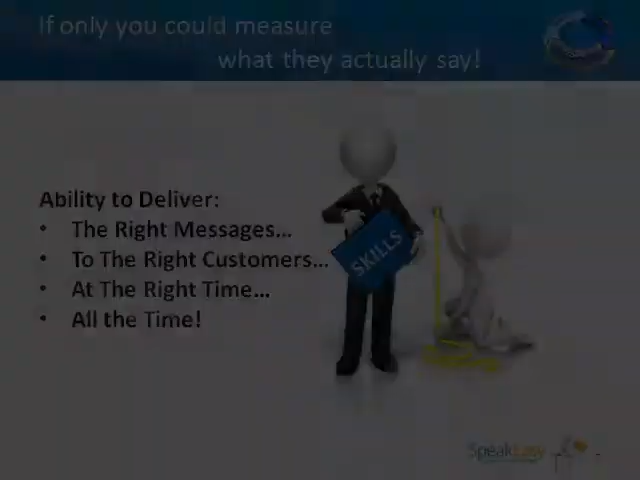 If only you could measure
what they actually say!
Ability to Deliver:
• The Right Messages...
• To The Right Customers...
• At The Right Time...
• All the Time!
SKILLS
SpeakEasy